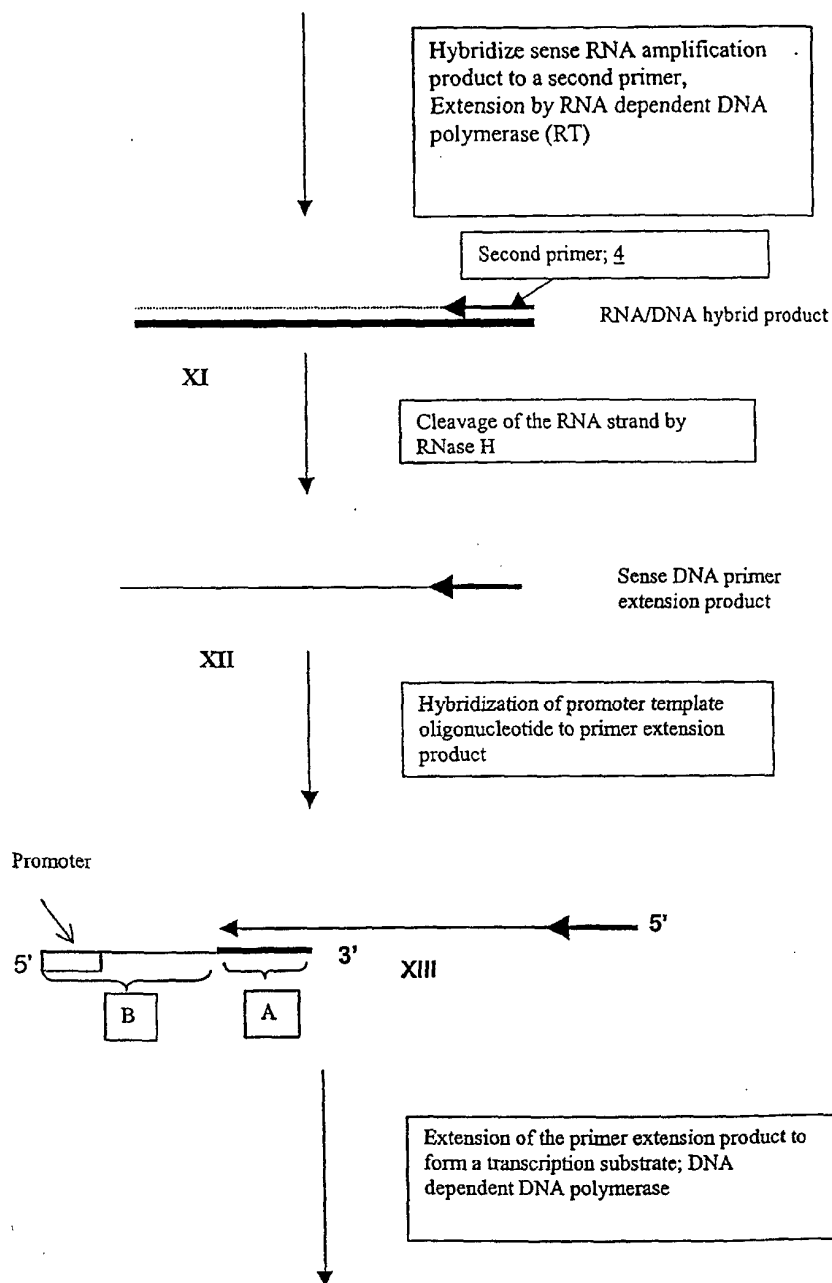 Hybridize sense RNA amplification
product to a second primer,
Extension by RNA dependent DNA
polymerase (RT)
Second primer; 4
RNA/DNA hybrid product
XI
Cleavage of the RNA strand by
RNase H
Sense DNA primer
extension product
XII
Hybridization of promoter template
oligonucleotide to primer extension
product
Promoter
5'
5'
3'
XIII
B
A
Extension of the primer extension product to
form a transcription substrate; DNA
dependent DNA polymerase